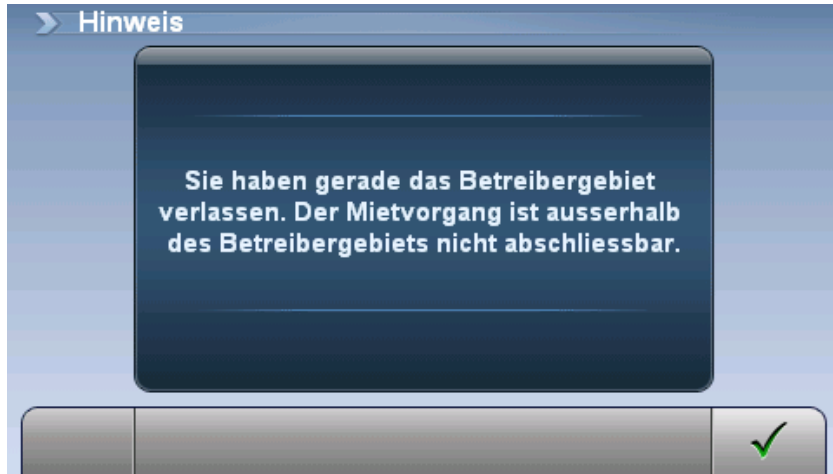 Hinweis
Sie haben gerade das Betreibergebiet
verlassen. Der Mietvorgang ist ausserhalb
des Betreibergebiets nicht abschliessbar.